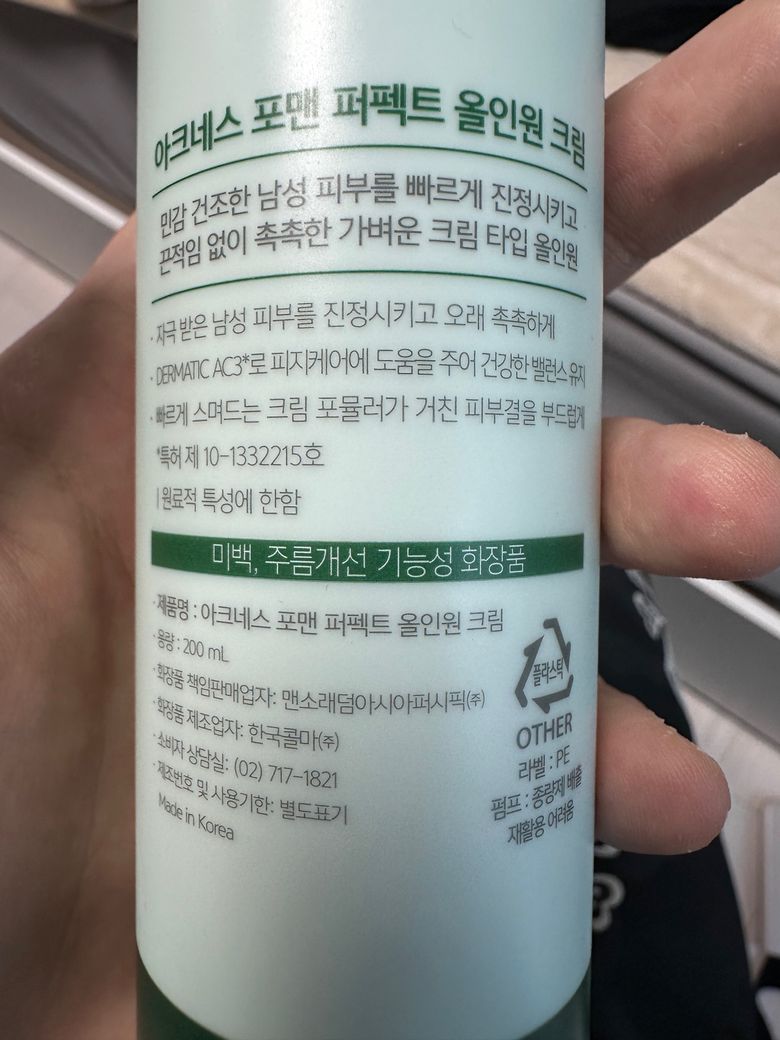 아크네스 포맨 퍼펙트 올인원 크림
민감 건조한 남성 피부를 빠르게 진정시키고
끈적임 없이 촉촉한 가벼운 크림 타입 올인원
· 자극 받은 남성 피부를 진정시키고 오래 촉촉하게
· DERMATIC AC3*로 피지케어에 도움을 주어 건강한 밸런스 유지
· 빠르게 스며드는 크림 포뮬러가 거친 피부결을 부드럽게
*특허 제 10-1332215호
| 원료적 특성에 한함
미백, 주름개선 기능성 화장품
· 제품명 : 아크네스 포맨 퍼펙트 올인원 크림
· 용량 : 200 mL
· 화장품 책임판매업자: 맨소래덤아시아퍼시픽(주)
· 화장품 제조업자: 한국콜마(주)
· 소비자 상담실: (02) 717-1821
· 제조번호 및 사용기한: 별도표기
Made in Korea
플라스틱
OTHER
라벨 : PE
펌프 : 종량제 배출
재활용 어려움